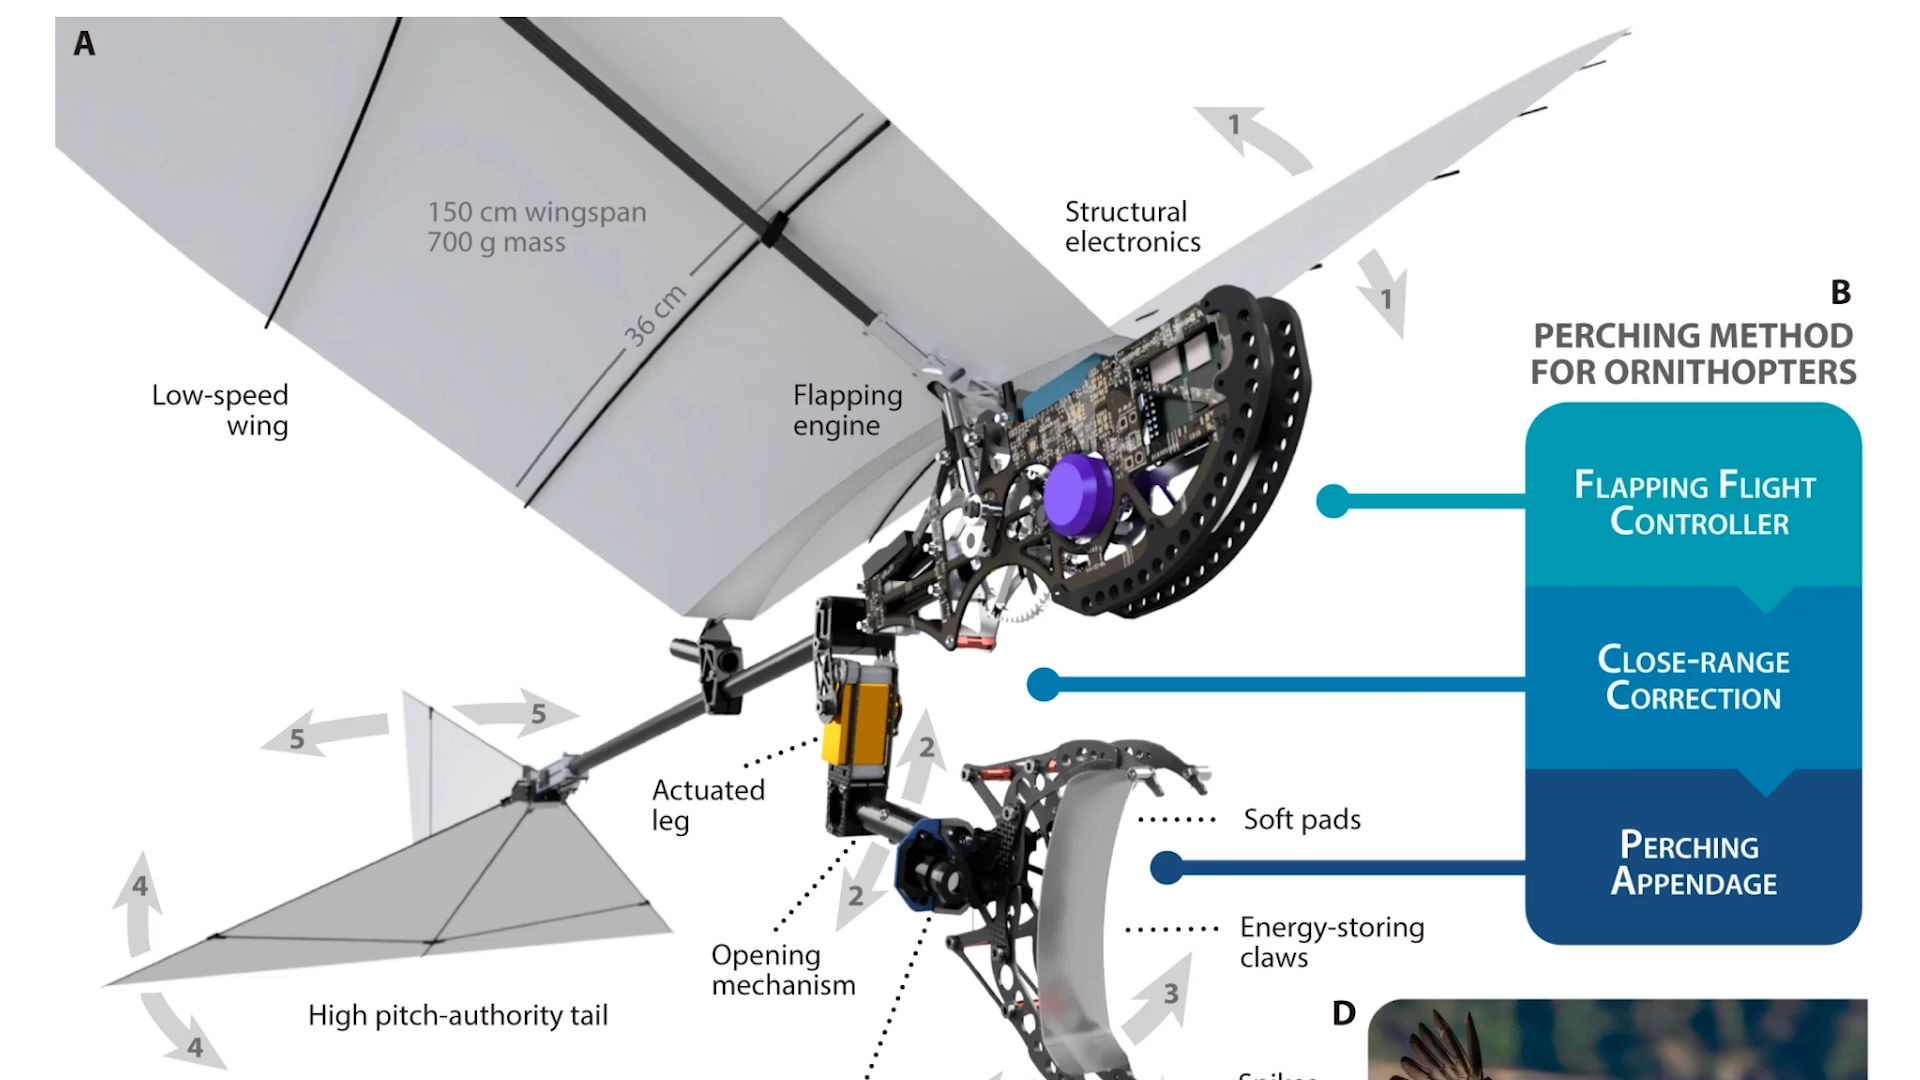 A
1
150 cm wingspan
700 g mass
Structural
electronics
36 cm
1
B
PERCHING METHOD
FOR ORNITHOPTERS
Low-speed
wing
Flapping
engine
FLAPPING FLIGHT
CONTROLLER
CLOSE-RANGE
CORRECTION
5
5
2
Actuated
leg
Soft pads
PERCHING
APPENDAGE
4
2
Energy-storing
claws
Opening
mechanism
3
High pitch-authority tail
D
4